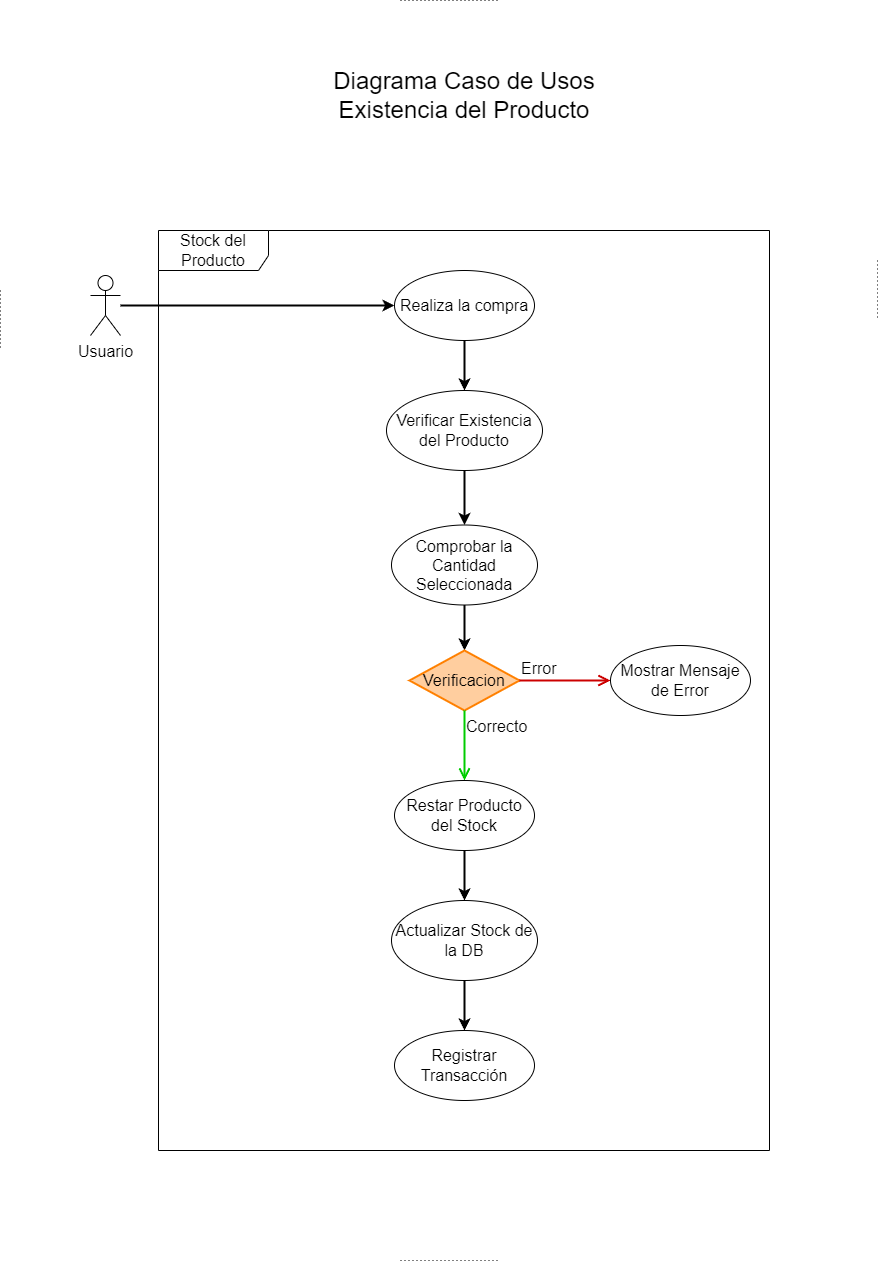 Diagrama Caso de Usos
Existencia del Producto
Stock del
Producto
Usuario
Realiza la compra
Verificar Existencia
del Producto
Comprobar la
Cantidad
Seleccionada
Verificacion
Error
Mostrar Mensaje
de Error
Correcto
Restar Producto
del Stock
Actualizar Stock de
la DB
Registrar
Transacción